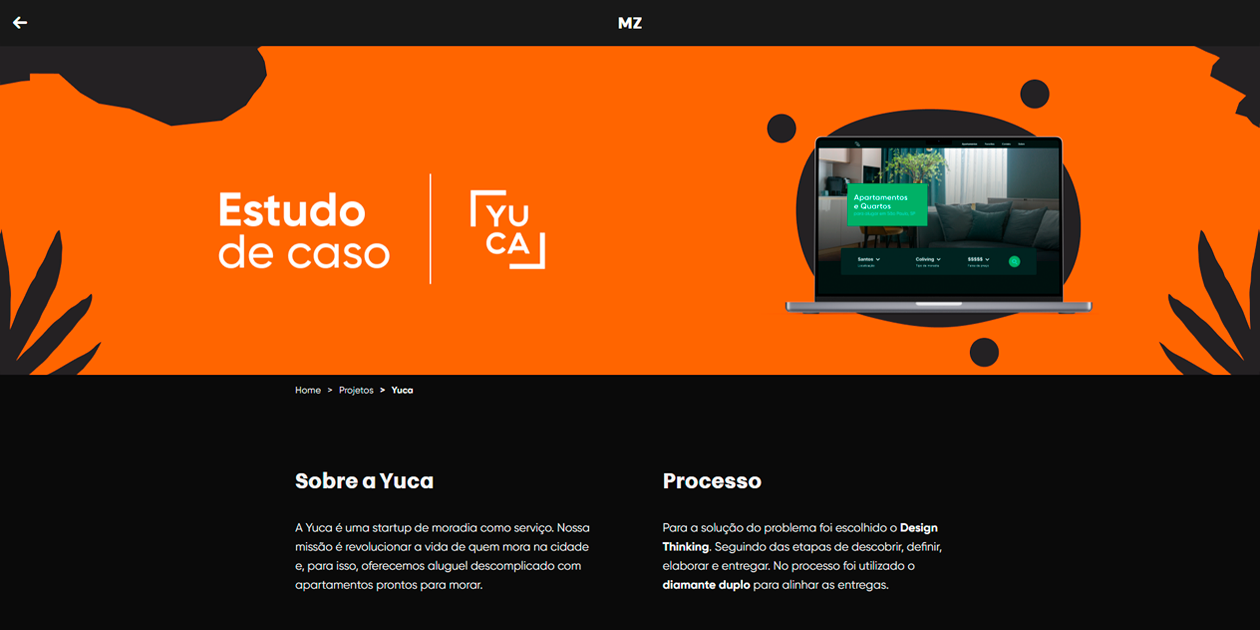 MZ
Estudo
de caso
YU
CA
Apartamentos
e Quartos
Santos
Coliving
$$$$$
Home > Projetos > Yuca
Sobre a Yuca
A Yuca é uma startup de moradia como serviço. Nossa
missão é revolucionar a vida de quem mora na cidade
e, para isso, oferecemos aluguel descomplicado com
apartamentos prontos para morar.
Processo
Para a solução do problema foi escolhido o Design
Thinking. Seguindo das etapas de descobrir, definir,
elaborar e entregar. No processo foi utilizado o
diamante duplo para alinhar as entregas.